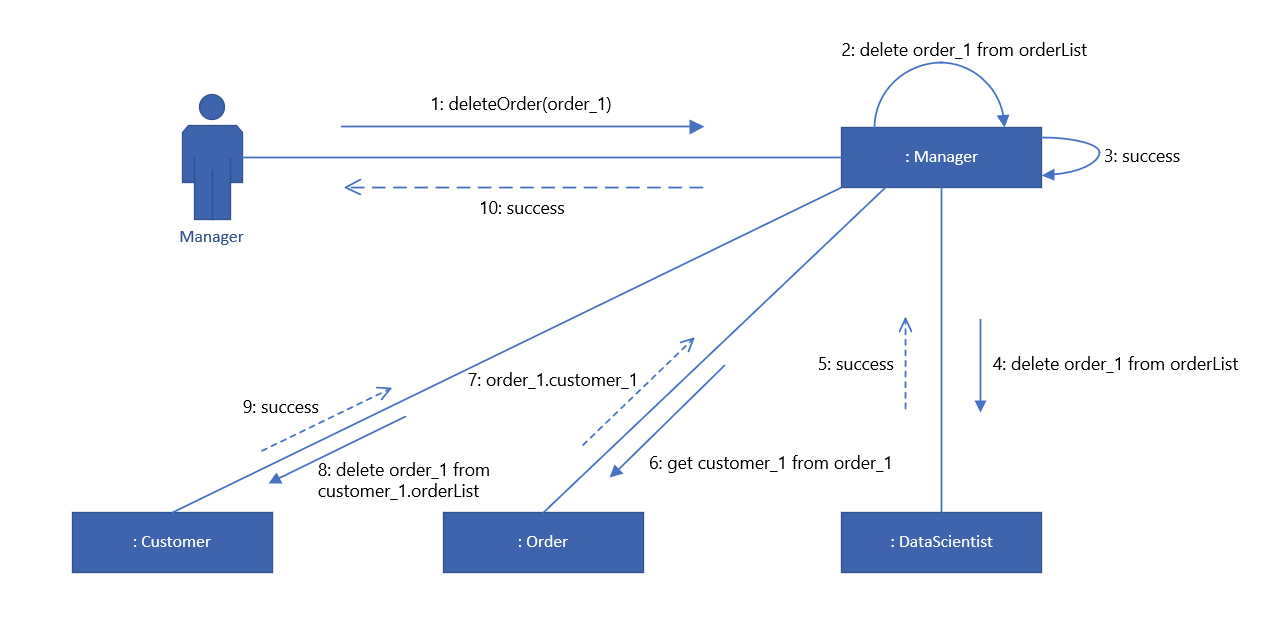 2: delete order_1 from orderList
1: deleteOrder(order_1)
: Manager
3: success
10: success
Manager
5: success
4: delete order_1 from orderList
7: order_1.customer_1
9: success
6: get customer_1 from order_1
8: delete order_1 from
customer_1.orderList
: Customer
: Order
: DataScientist